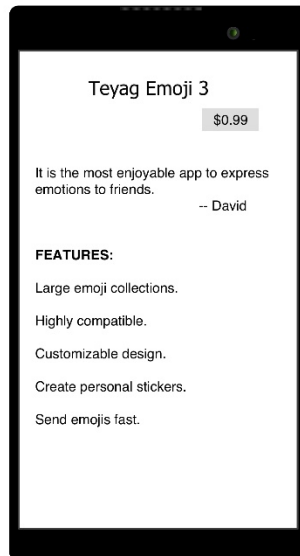 Teyag Emoji 3
$0.99
It is the most enjoyable app to express
emotions to friends.
-- David
FEATURES:
Large emoji collections.
Highly compatible.
Customizable design.
Create personal stickers.
Send emojis fast.